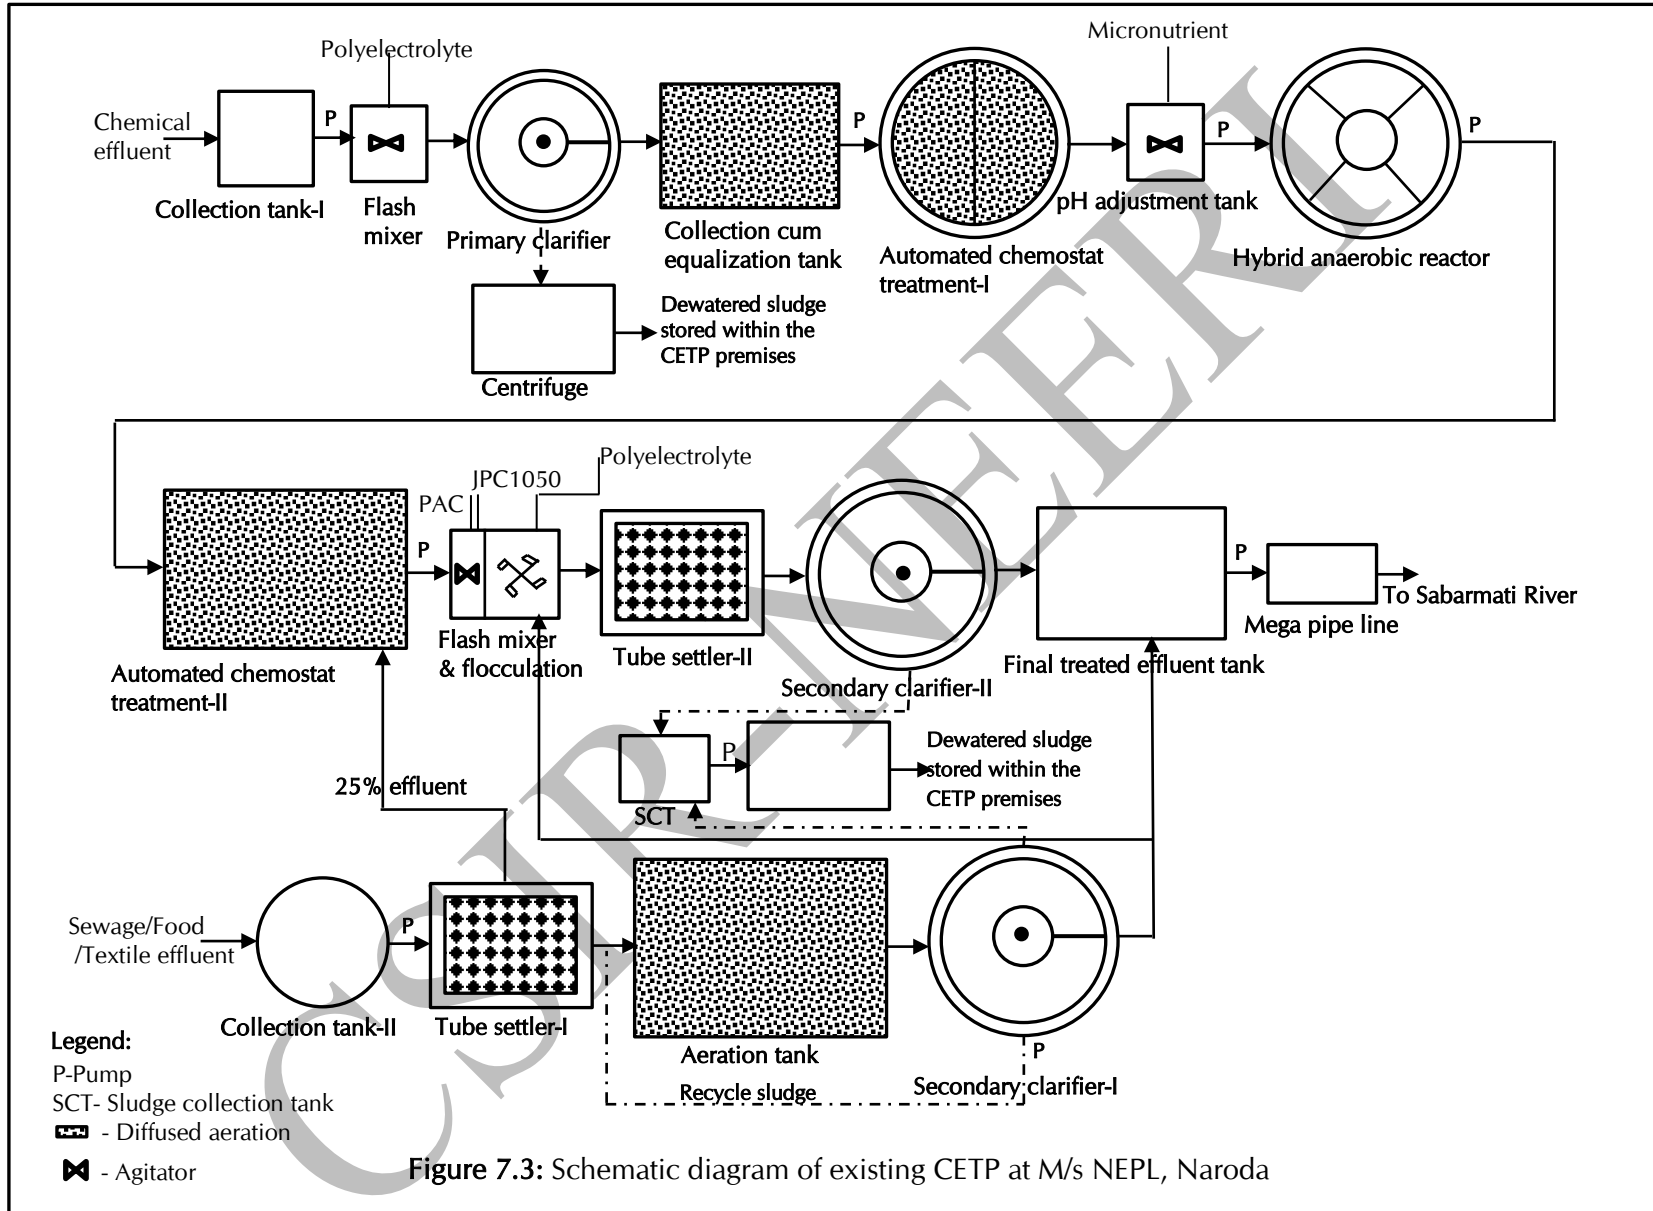 Polyelectrolyte
Micronutrient
Chemical
effluent
P
P
P
P
Collection tank-I
Flash
mixer
Primary clarifier
Collection cum
equalization tank
Automated chemostat
treatment-I
pH adjustment tank
Hybrid anaerobic reactor
Dewatered sludge
stored within the
CETP premises
Centrifuge
Polyelectrolyte
JPC1050
PAC
P
P
To Sabarmati River
Mega pipe line
Automated chemostat
treatment-II
Flash mixer
& flocculation
Tube settler-II
Secondary clarifier-II
Final treated effluent tank
P
Dewatered sludge
stored within the
CETP premises
25% effluent
SCT
Sewage/Food
/Textile effluent
P
Collection tank-II
Tube settler-I
Aeration tank
P
Secondary clarifier-I
Recycle sludge
Legend:
P-Pump
SCT- Sludge collection tank
- Diffused aeration
- Agitator
Figure 7.3: Schematic diagram of existing CETP at M/s NEPL, Naroda
CSIR-NEERI